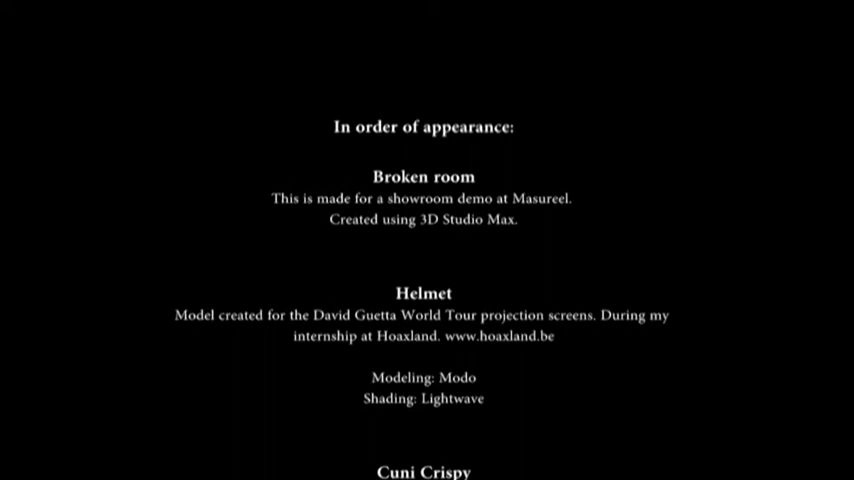 In order of appearance:
Broken room
This is made for a showroom demo at Masureel.
Created using 3D Studio Max.
Helmet
Model created for the David Guetta World Tour projection screens. During my
internship at Hoaxland. www.hoaxland.be
Modeling: Modo
Shading: Lightwave
Cuni Crispy